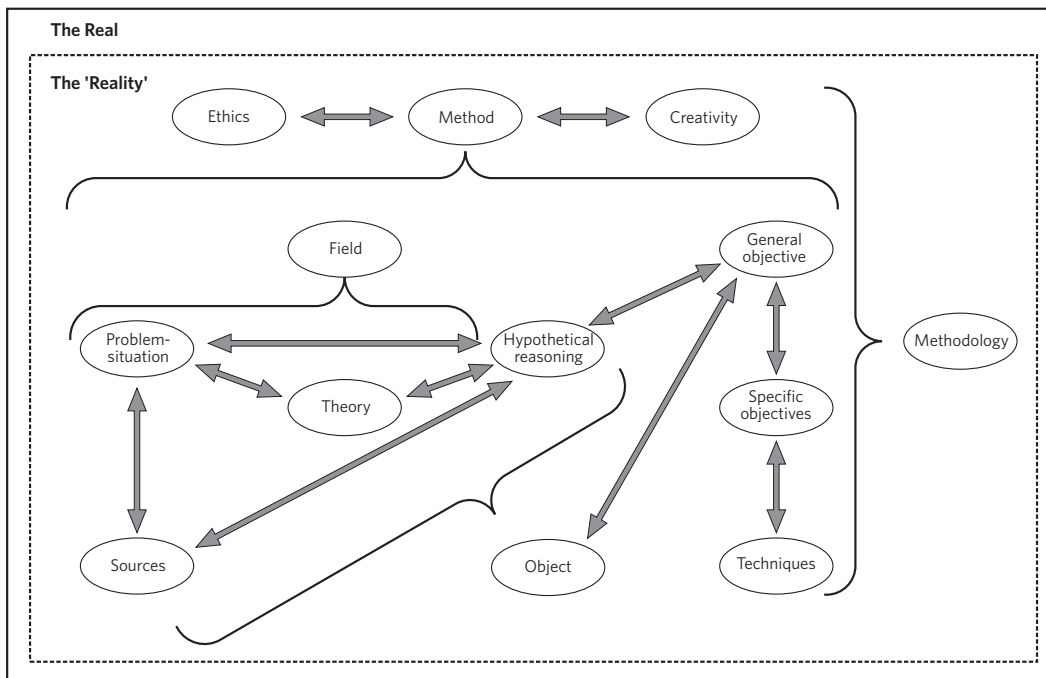 The Real
The 'Reality'
Ethics
Method
Creativity
Field
General
objective
Problem-
situation
Hypothetical
reasoning
Methodology
Theory
Specific
objectives
Sources
Object
Techniques